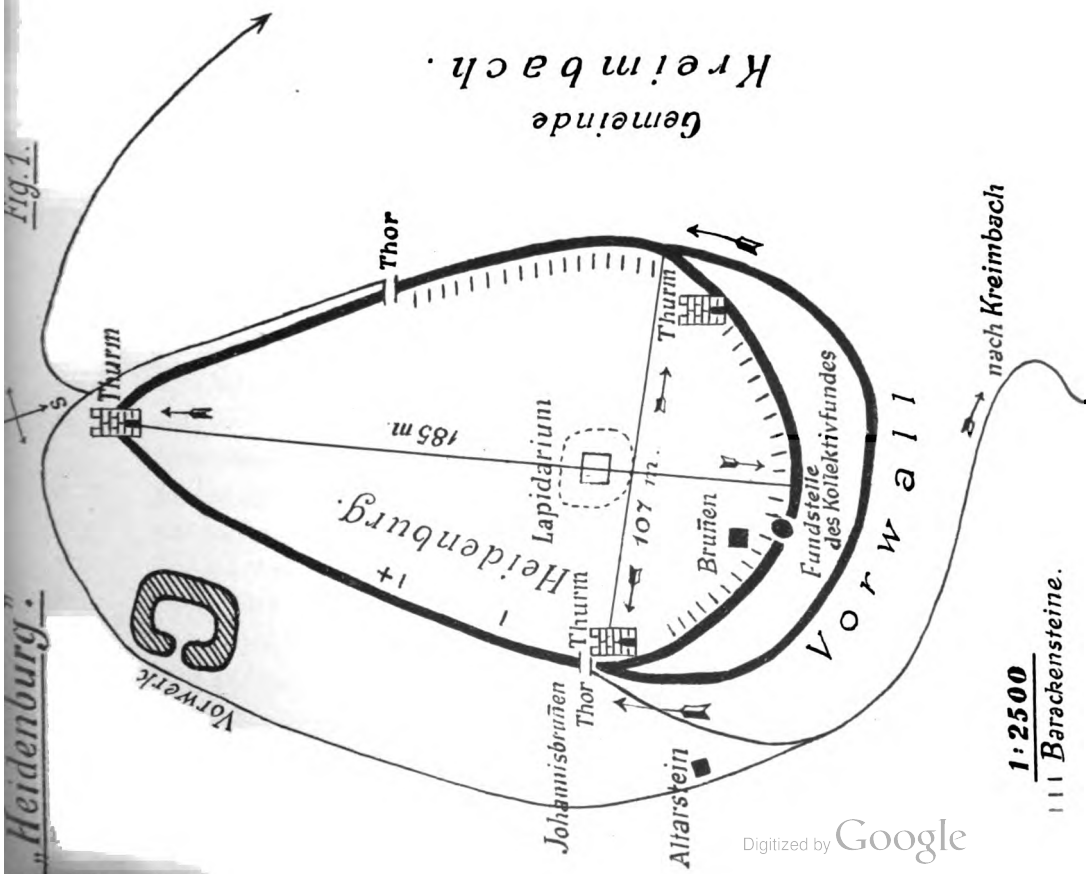 „Heidenburg.”
Fig. 1.
Gemeinde
Kreimbach.
Thurm
S
Thor
185 m.
Heidenburg.
Lapidarium
Thurm
107 m.
Bruñen
Fundstelle
des Kollektivfundes
Vorwerk
Thurm
Johannisbruñen
Thor
Altarstein
Vorwall
nach Kreimbach
1:2500
Barackensteine.
Digitized by Google